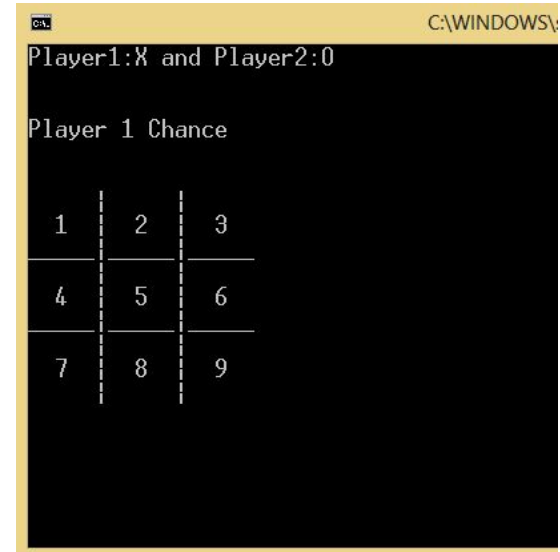 C:\WINDOWS\s
Player1:X and Player2:O
Player 1 Chance
1 2 3
4 5 6
7 8 9